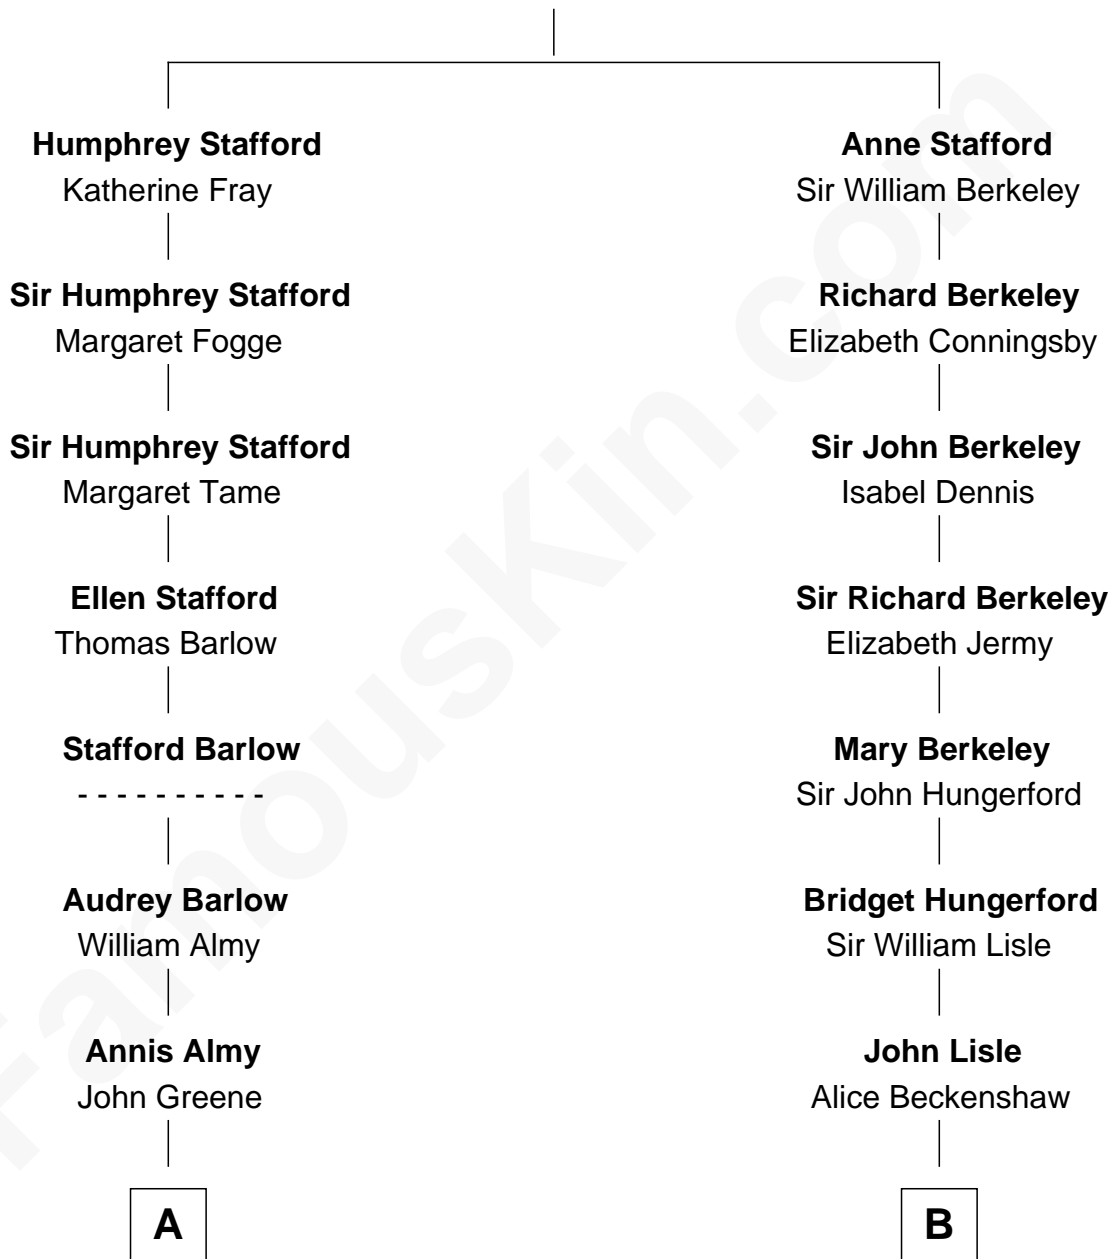 Humphrey Stafford
Katherine Fray
Sir Humphrey Stafford
Margaret Fogge
Sir Humphrey Stafford
Margaret Tame
Ellen Stafford
Thomas Barlow
Stafford Barlow
- - - - - - - - - -
Audrey Barlow
William Almy
Annis Almy
John Greene
A
Anne Stafford
Sir William Berkeley
Richard Berkeley
Elizabeth Conningsby
Sir John Berkeley
Isabel Dennis
Sir Richard Berkeley
Elizabeth Jermy
Mary Berkeley
Sir John Hungerford
Bridget Hungerford
Sir William Lisle
John Lisle
Alice Beckenshaw
B
FamousKin.com